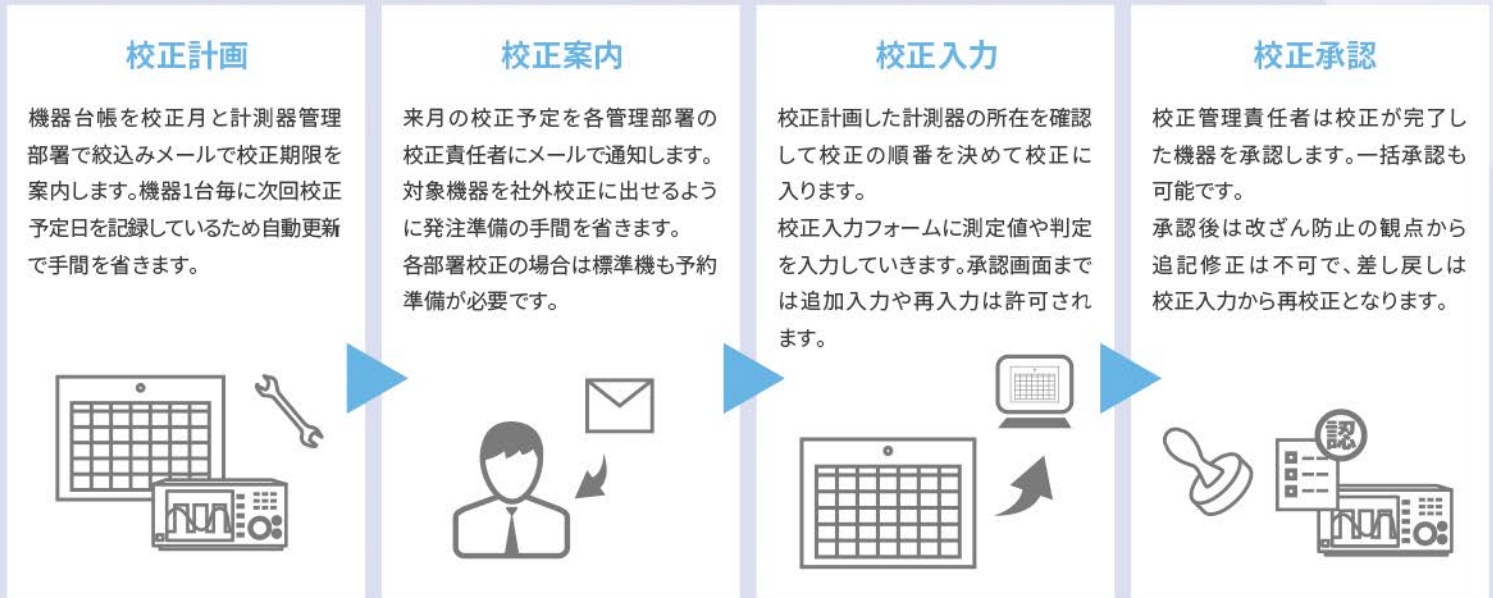 校正計画
機器台帳を校正月と計測器管理
部署で絞込みメールで校正期限を
案内します。機器1台毎に次回校正
予定日を記録しているため自動更新
で手間を省きます。
校正案内
来月の校正予定を各管理部署の
校正責任者にメールで通知します。
対象機器を社外校正に出せるよう
に発注準備の手間を省きます。
各部署校正の場合は標準機も予約
準備が必要です。
校正入力
校正計画した計測器の所在を確認
して校正の順番を決めて校正に
入ります。
校正入力フォームに測定値や判定
を入力していきます。承認画面まで
は追加入力や再入力は許可され
ます。
校正承認
校正管理責任者は校正が完了し
た機器を承認します。一括承認も
可能です。
承認後は改ざん防止の観点から
追記修正は不可で、差し戻しは
校正入力から再校正となります。
認